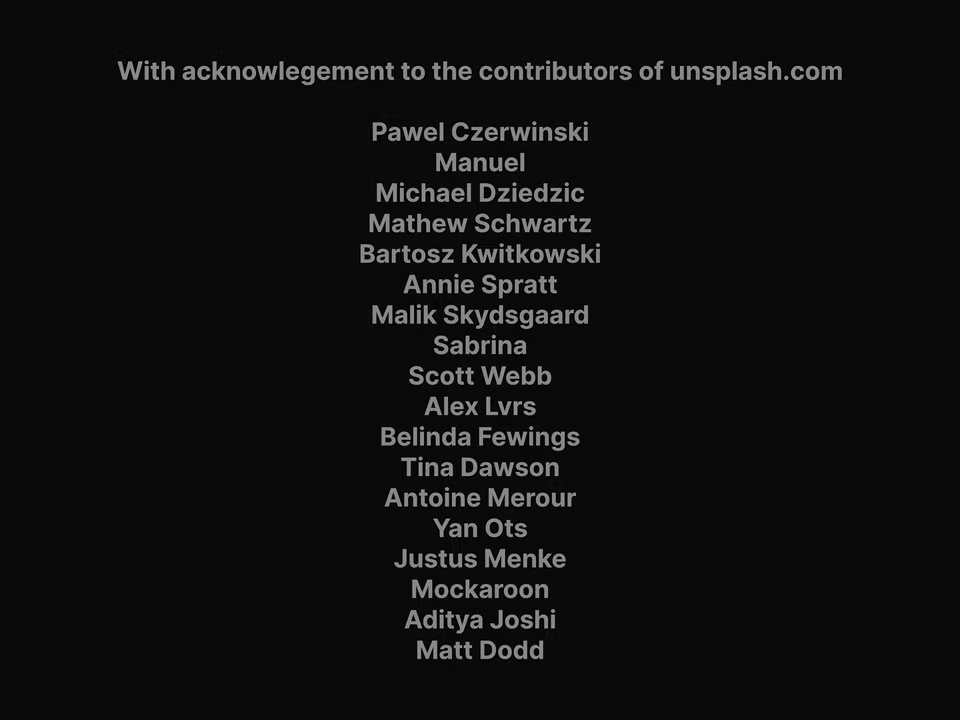 With acknowlegement to the contributors of unsplash.com
Pawel Czerwinski
Manuel
Michael Dziedzic
Mathew Schwartz
Bartosz Kwitkowski
Annie Spratt
Malik Skydsgaard
Sabrina
Scott Webb
Alex Lvrs
Belinda Fewings
Tina Dawson
Antoine Merour
Yan Ots
Justus Menke
Mockaroon
Aditya Joshi
Matt Dodd